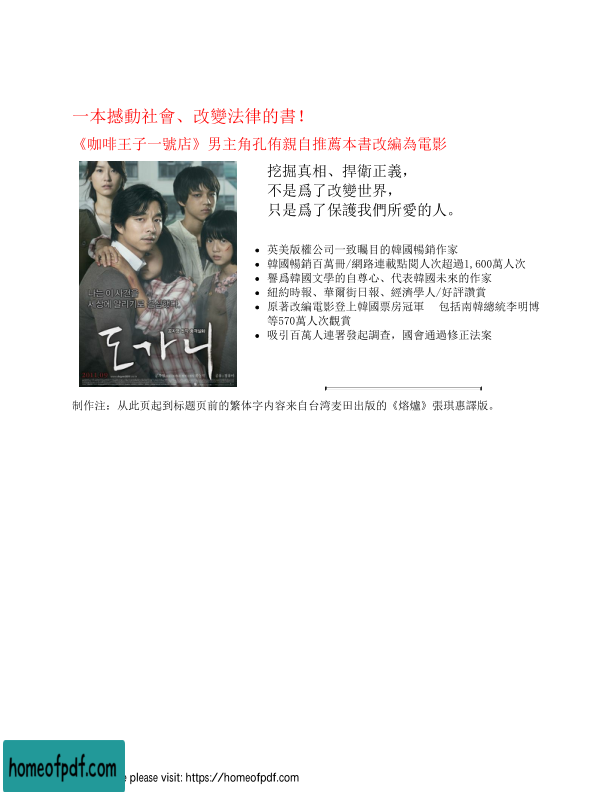 一本撼動社會、改變法律的書!
《咖啡王子一號店》男主角孔侑親自推薦本書改編為電影
挖掘真相、捍衛正義,
不是爲了改變世界,
只是爲了保護我們所愛的人。
나는 이 사건을
세상에 알리기로 결심했다.
도가니
• 英美版權公司一致矚目的韓國暢銷作家
• 韓國暢銷百萬冊/網路連載點閱人次超過1,600萬人次
• 譽爲韓國文學的自尊心、代表韓國未來的作家
• 紐約時報、華爾街日報、經濟學人/好評讚賞
• 原著改編電影登上韓國票房冠軍 包括南韓總統李明博
等570萬人次觀賞
• 吸引百萬人連署發起調查, 國會通過修正法案
制作注: 从此页起到标题页前的繁体字内容来自台湾麦田出版的《熔爐》張琪惠譯版。
homeofpdf.com
e please visit: https://homeofpdf.com